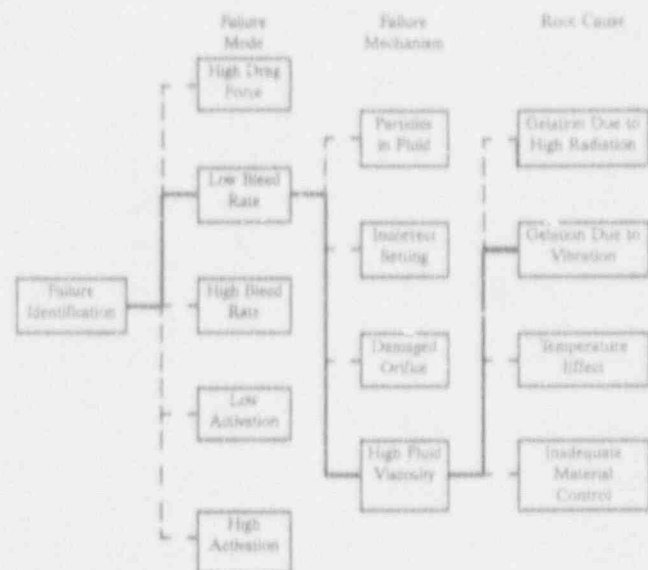 Failure
Mode
Failure
Mechanism
Root Cause
High Drag
Force
Low Bleed
Rate
High Bleed
Rate
Low
Activation
High
Activation
Failure
Identification
Particles
in Fluid
Incorrect
Setting
Damaged
Orifice
High Fluid
Viscosity
Gelation Due to
High Radiation
Gelation Due to
Vibration
Temperature
Effect
Inadequate
Material
Control